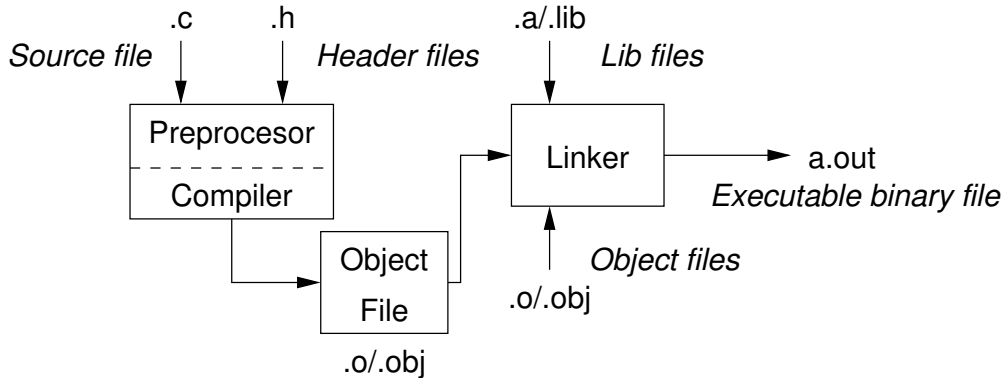 .c
.h
.a/.lib
Source file
Header files
Lib files
Preprocesor
Compiler
Linker
a.out
Executable binary file
Object
File
.o/.obj
Object files
.o/.obj